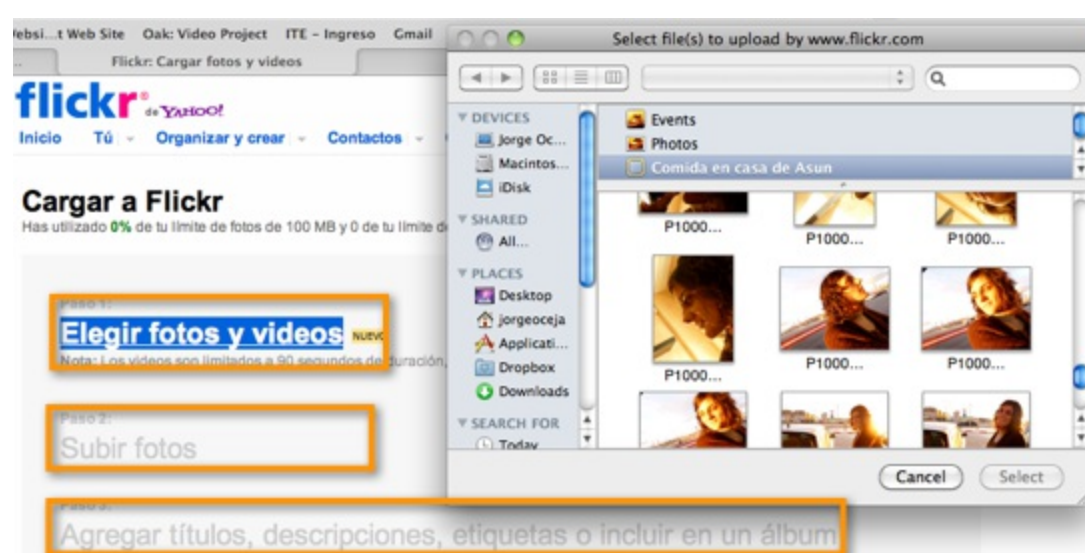 Websi...t Web Site Oak: Video Project ITE - Ingreso Gmail
Flickr: Cargar fotos y videos
flickr® de YAHOO!
Inicio Tú Organizar y crear Contactos
Cargar a Flickr
Has utilizado 0% de tu límite de fotos de 100 MB y 0 de tu límite de
Paso 1:
Elegir fotos y videos NUEVO
Nota: Los videos son limitados a 90 segundos de duración,
Paso 2:
Subir fotos
Paso 3:
Agregar títulos, descripciones, etiquetas o incluir en un álbum
Select file(s) to upload by www.flickr.com
DEVICES
Jorge Oc...
Macintos...
iDisk
SHARED
All...
PLACES
Desktop
jorgeoceja
Applicati...
Dropbox
Downloads
SEARCH FOR
Today
Events
Photos
Comida en casa de Asun
P1000...
P1000...
P1000...
P1000...
P1000...
P1000...
Cancel Select